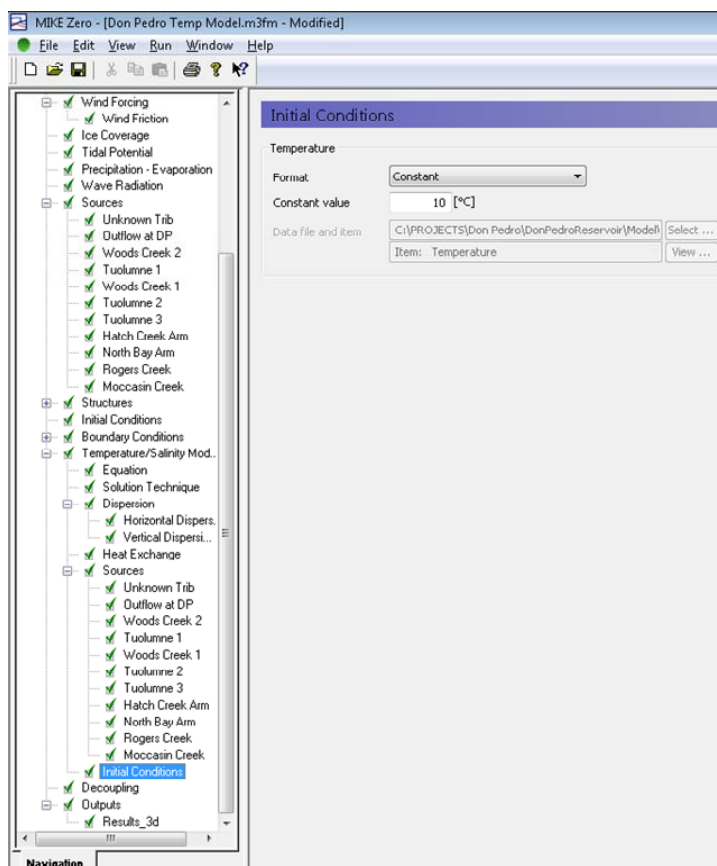 MIKE Zero - [Don Pedro Temp Model.m3fm - Modified]
File Edit View Run Window Help
Wind Forcing
Wind Friction
Ice Coverage
Tidal Potential
Precipitation - Evaporation
Wave Radiation
Sources
Unknown Trib
Outflow at DP
Woods Creek 2
Tuolumne 1
Woods Creek 1
Tuolumne 2
Tuolumne 3
Hatch Creek Arm
North Bay Arm
Rogers Creek
Moccasin Creek
Structures
Initial Conditions
Boundary Conditions
Temperature/Salinity Mod..
Equation
Solution Technique
Dispersion
Horizontal Dispers.
Vertical Dispersi...
Heat Exchange
Sources
Unknown Trib
Outflow at DP
Woods Creek 2
Tuolumne 1
Woods Creek 1
Tuolumne 2
Tuolumne 3
Hatch Creek Arm
North Bay Arm
Rogers Creek
Moccasin Creek
Initial Conditions
Decoupling
Outputs
Results_3d
Navigation
Initial Conditions
Temperature
Format Constant
Constant value 10 [°C]
Data file and item C:\PROJECTS\Don Pedro\DonPedroReservoir\Model\ Select ...
Item: Temperature View ...